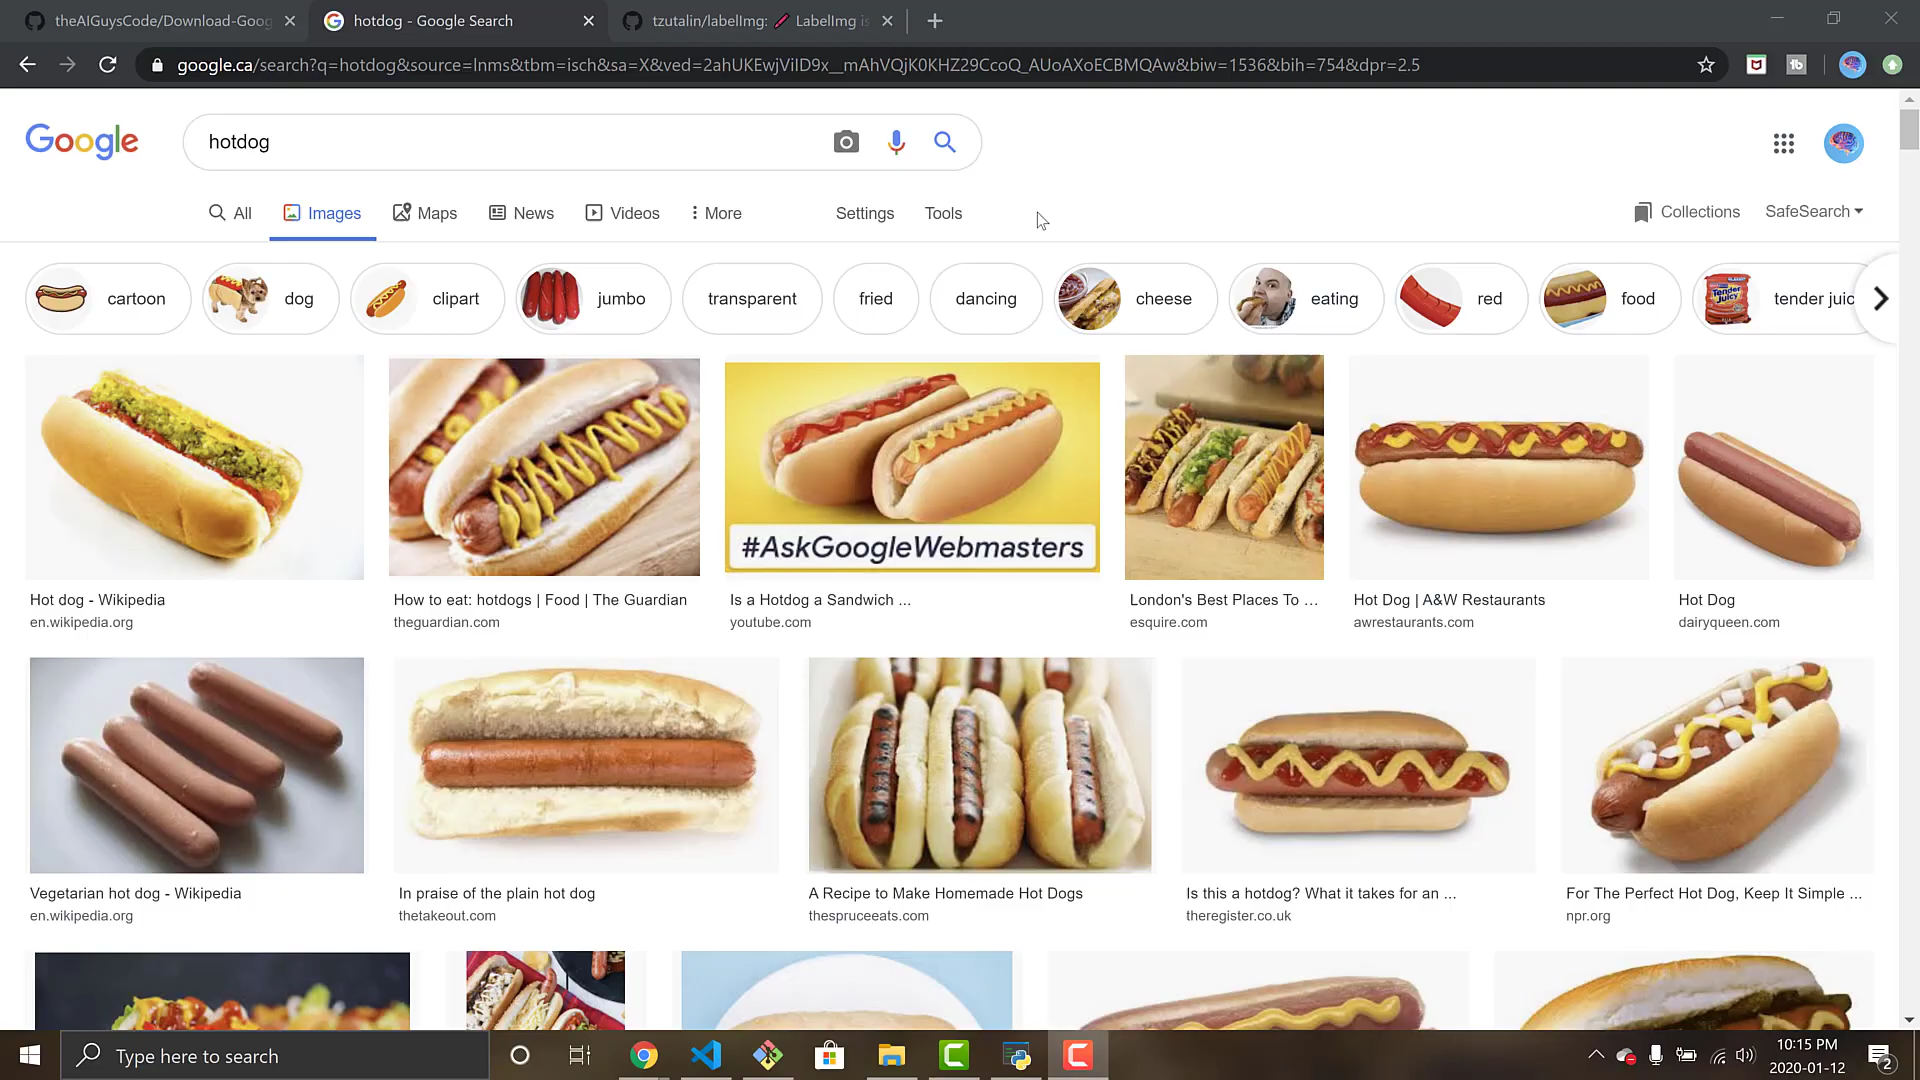 theAIGuysCode/Download-Goog
hotdog - Google Search
tzutalin/labelImg: LabelImg is
google.ca/search?q=hotdog&source=lnms&tbm=isch&sa=X&ved=2ahUKEwjViID9x__mAhVQjK0KHZ29CcoQ_AUoAXoECBMQAw&biw=1536&bih=754&dpr=2.5
Google
hotdog
All
Images
Maps
News
Videos
More
Settings
Tools
Collections
SafeSearch
cartoon
dog
clipart
jumbo
transparent
fried
dancing
cheese
eating
red
food
Tender Juicy
tender juic
#AskGoogleWebmasters
Hot dog - Wikipedia
en.wikipedia.org
How to eat: hotdogs | Food | The Guardian
theguardian.com
Is a Hotdog a Sandwich ...
youtube.com
London's Best Places To ...
esquire.com
Hot Dog | A&W Restaurants
awrestaurants.com
Hot Dog
dairyqueen.com
Vegetarian hot dog - Wikipedia
en.wikipedia.org
In praise of the plain hot dog
thetakeout.com
A Recipe to Make Homemade Hot Dogs
thespruceeats.com
Is this a hotdog? What it takes for an ...
theregister.co.uk
For The Perfect Hot Dog, Keep It Simple ...
npr.org
Type here to search
10:15 PM
2020-01-12
2